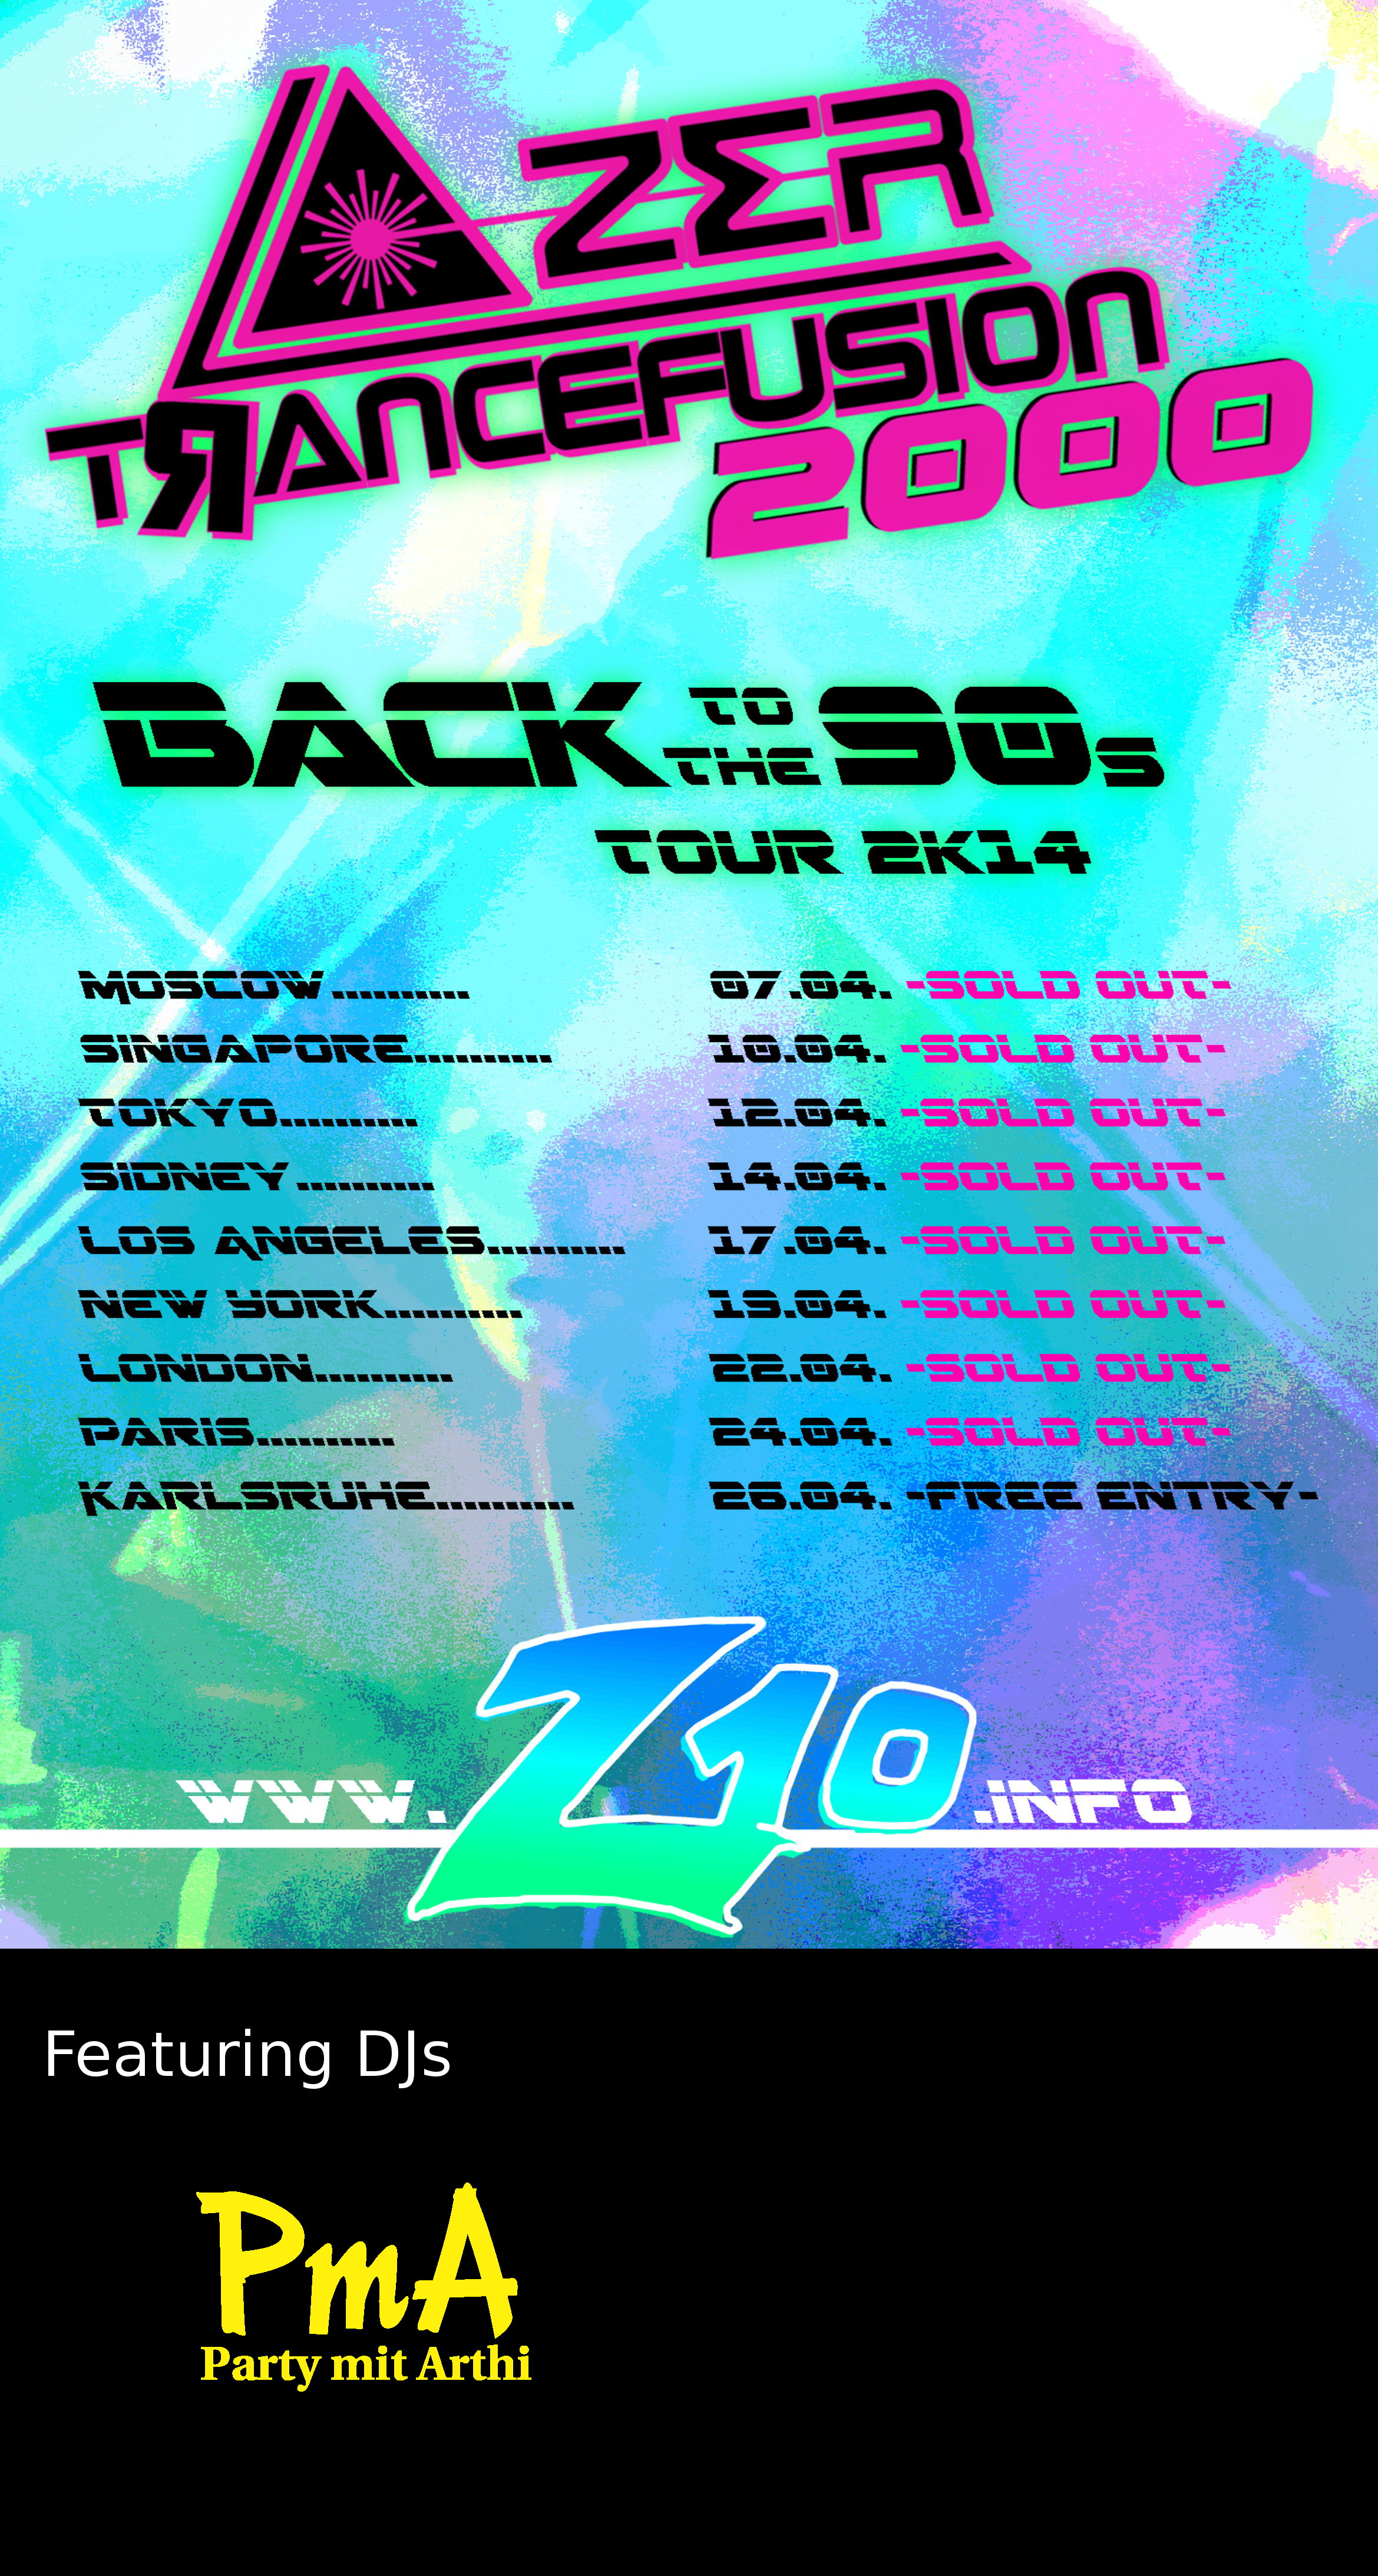 LAZER
TRANCEFUSION
2000
BACK TO THE 90s
TOUR 2K14
MOSCOW.......... 07.04. -SOLD OUT-
SINGAPORE.......... 10.04. -SOLD OUT-
TOKYO.......... 12.04. -SOLD OUT-
SIDNEY.......... 14.04. -SOLD OUT-
LOS ANGELES.......... 17.04. -SOLD OUT-
NEW YORK.......... 19.04. -SOLD OUT-
LONDON.......... 22.04. -SOLD OUT-
PARIS.......... 24.04. -SOLD OUT-
KARLSRUHE.......... 26.04. -FREE ENTRY-
WWW.Z10.INFO
Featuring DJs
PmA
Party mit Arthi